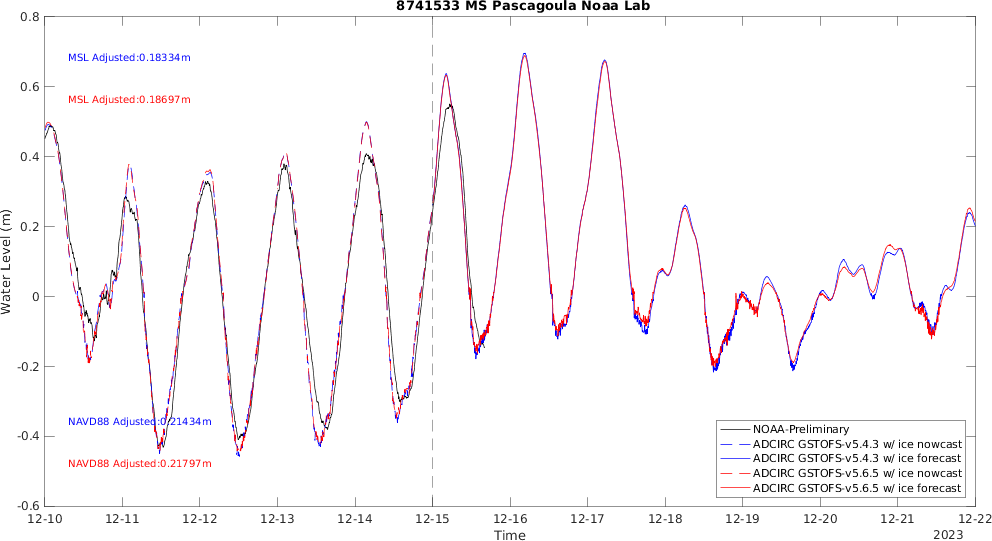 8741533 MS Pascagoula Noaa Lab
0.8
0.6
0.4
0.2
0
-0.2
-0.4
-0.6
Water Level (m)
MSL Adjusted:0.18334m
MSL Adjusted:0.18697m
NAVD88 Adjusted:0.21434m
NAVD88 Adjusted:0.21797m
NOAA-Preliminary
ADCIRC GSTOFS-v5.4.3 w/ ice nowcast
ADCIRC GSTOFS-v5.4.3 w/ ice forecast
ADCIRC GSTOFS-v5.6.5 w/ ice nowcast
ADCIRC GSTOFS-v5.6.5 w/ ice forecast
12-10 12-11 12-12 12-13 12-14 12-15 12-16 12-17 12-18 12-19 12-20 12-21 12-22
Time
2023